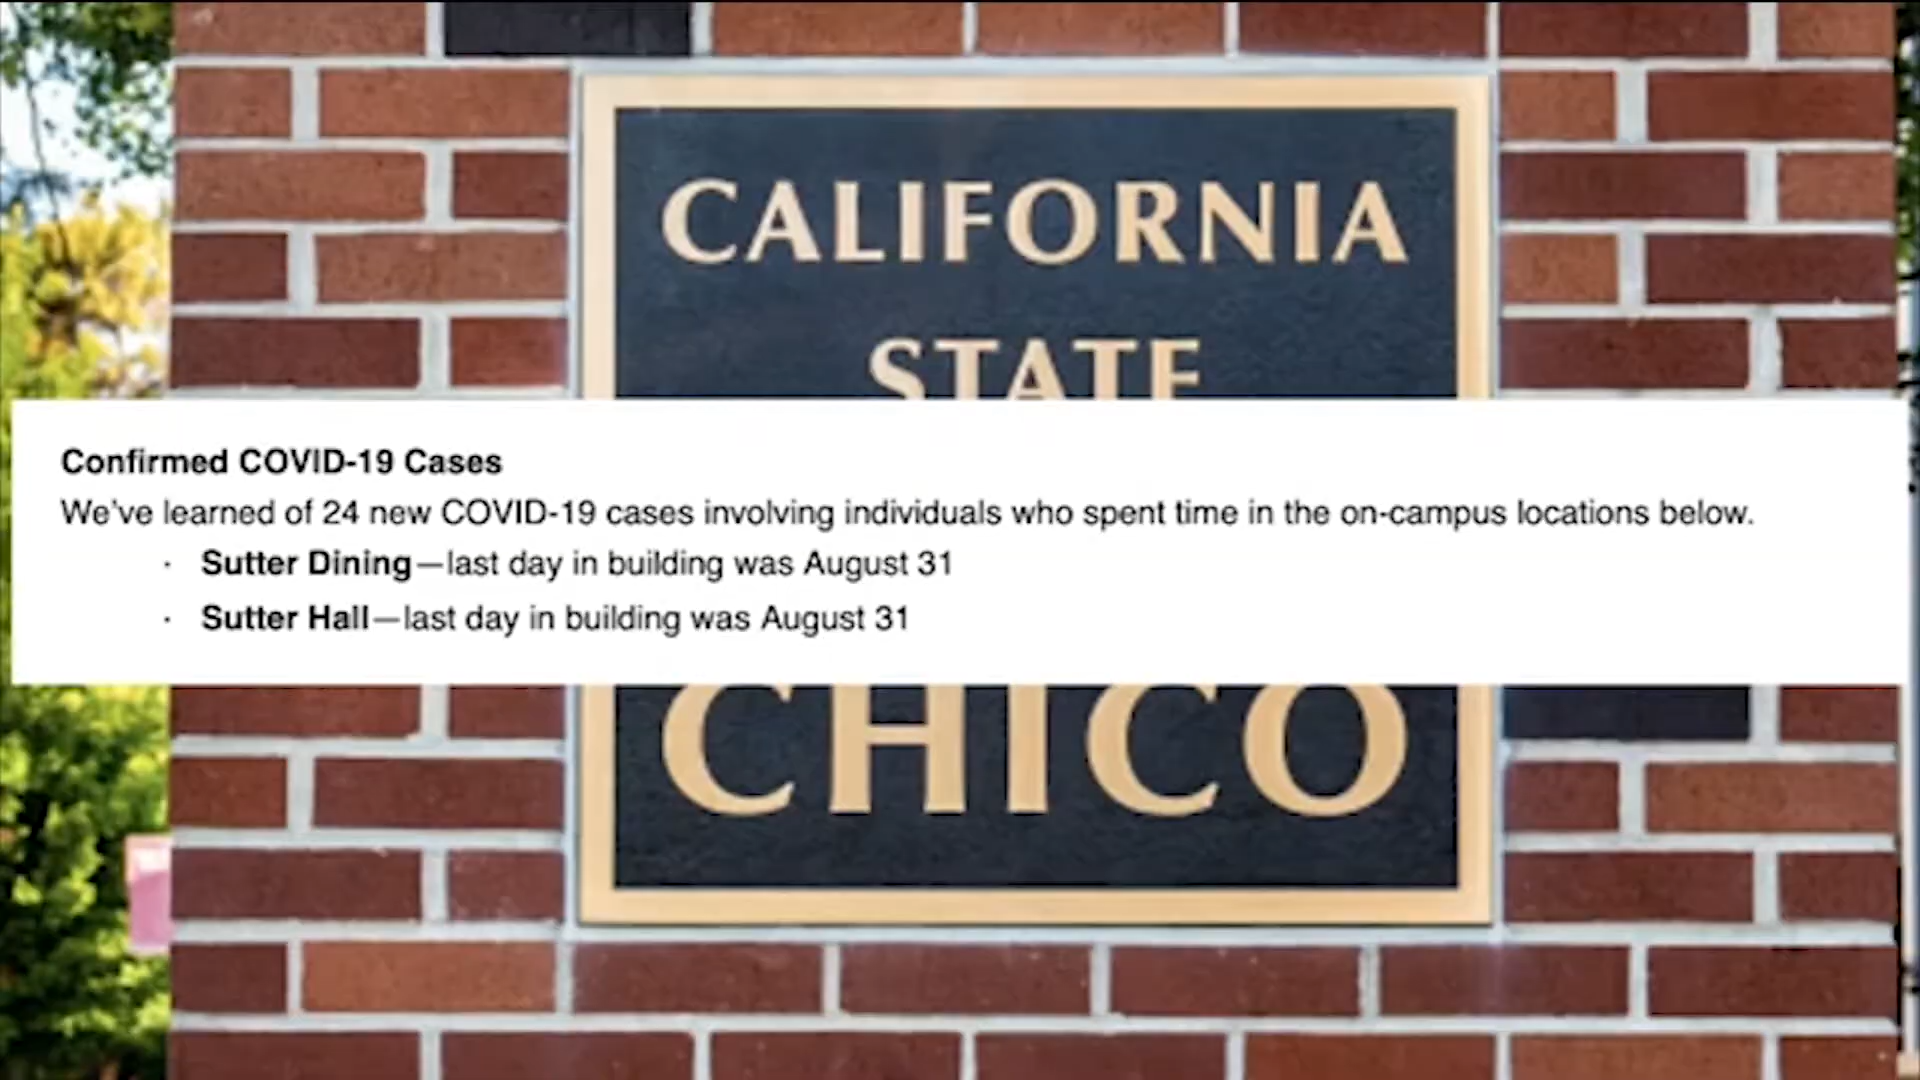 CALIFORNIA
STATE
Confirmed COVID-19 Cases
We've learned of 24 new COVID-19 cases involving individuals who spent time in the on-campus locations below.
· Sutter Dining—last day in building was August 31
· Sutter Hall—last day in building was August 31
CHICO